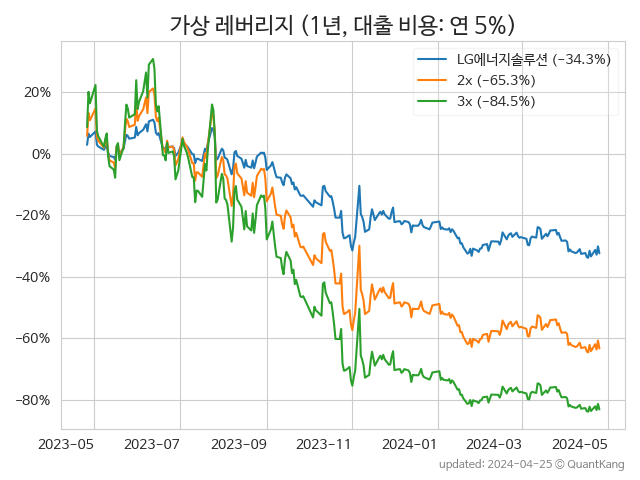 가상 레버리지 (1년, 대출 비용: 연 5%)
LG에너지솔루션 (−34.3%)
2x (−65.3%)
3x (−84.5%)
20%
0%
−20%
−40%
−60%
−80%
2023-05 2023-07 2023-09 2023-11 2024-01 2024-03 2024-05
updated: 2024-04-25 © QuantKang